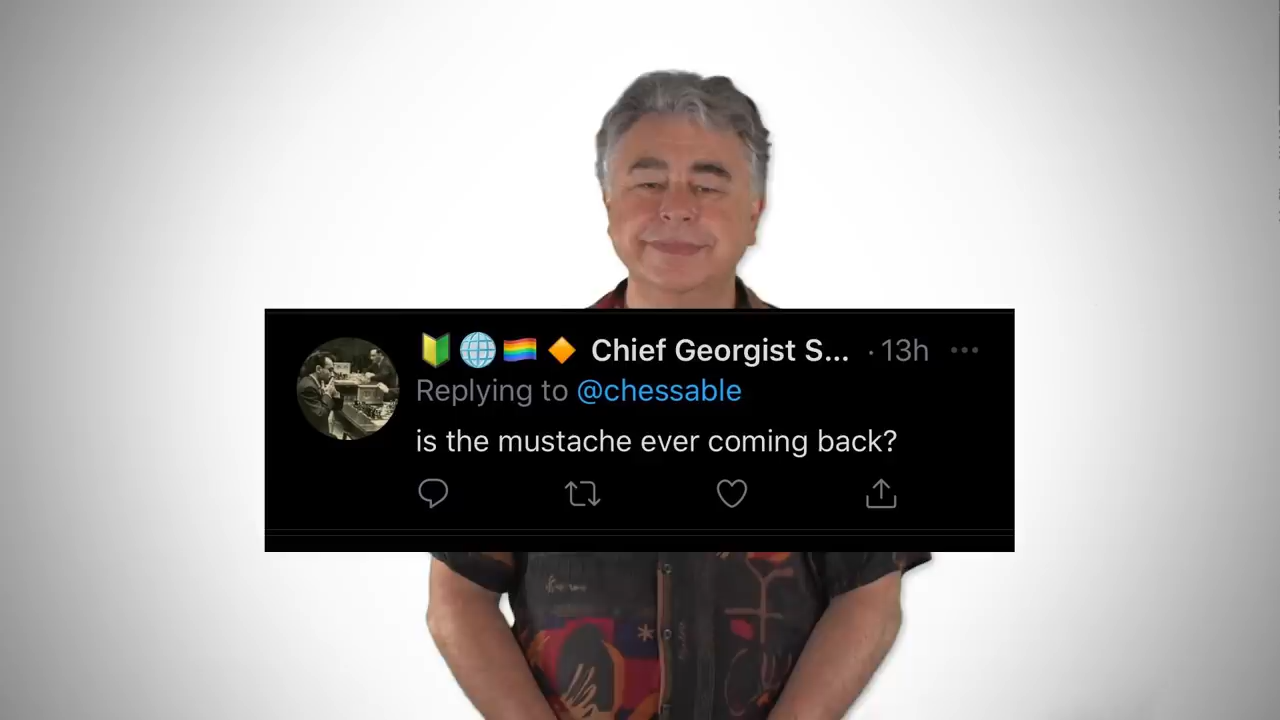 🔰🌐🏳️‍🌈🔶 Chief Georgist S... · 13h
Replying to @chessable
is the mustache ever coming back?